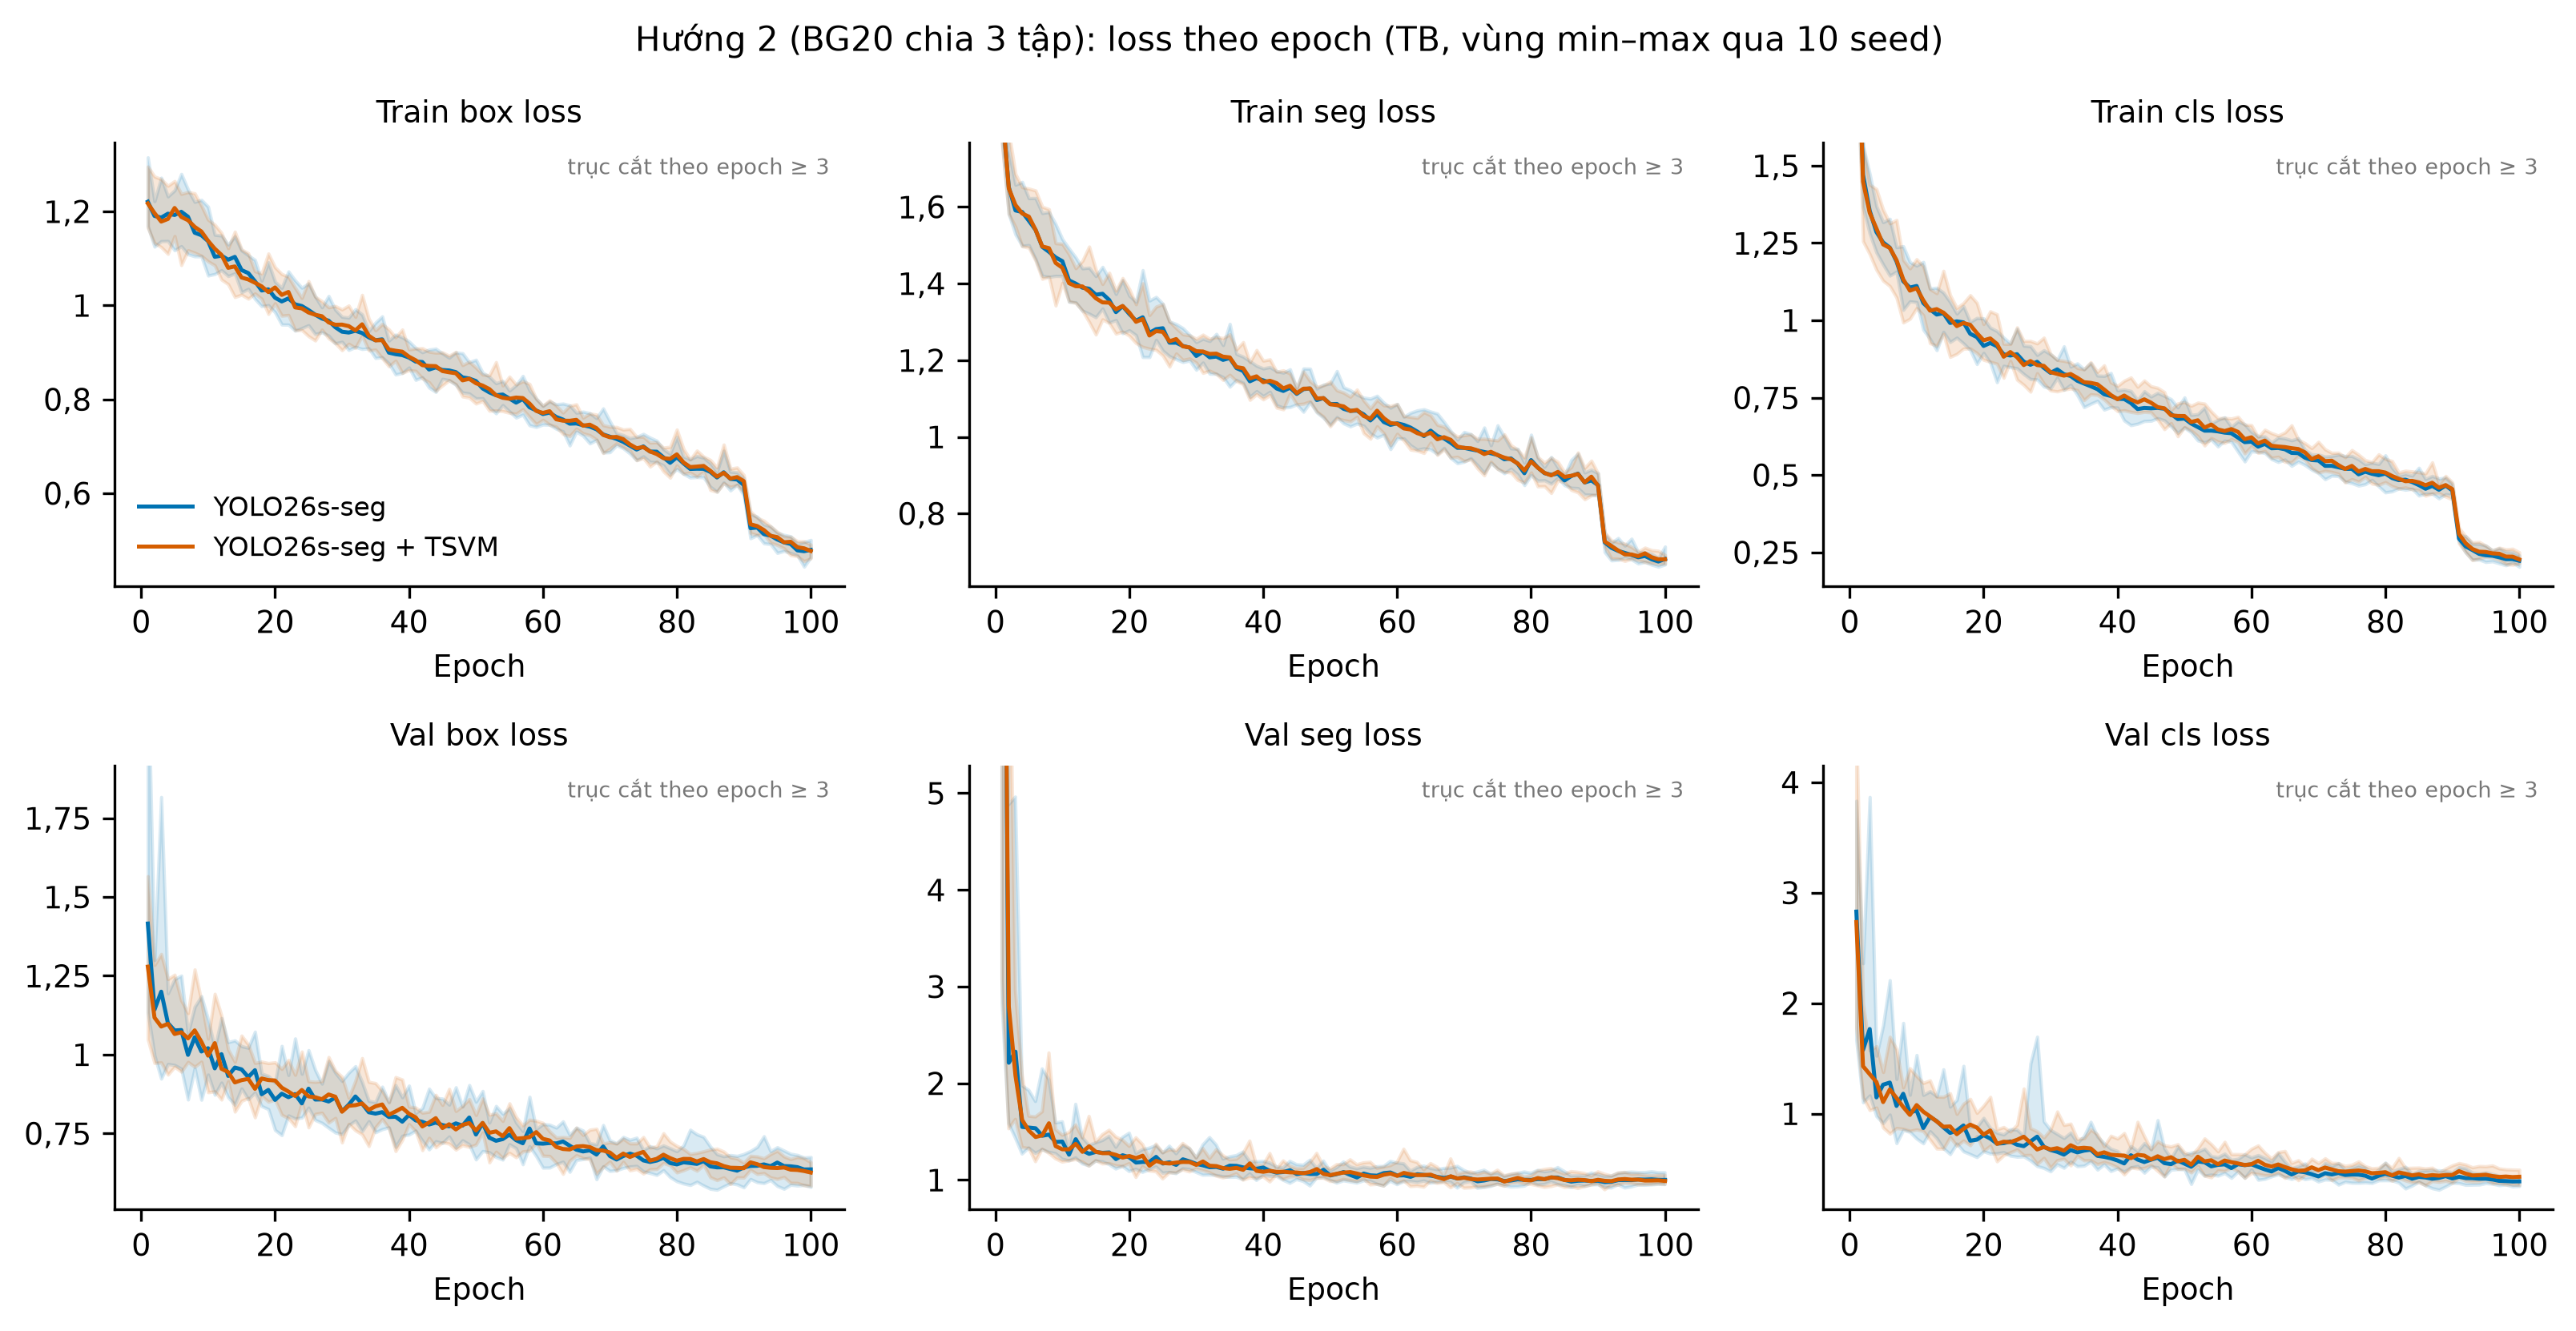 Hướng 2 (BG20 chia 3 tập): loss theo epoch (TB, vùng min–max qua 10 seed)
Train box loss
trục cắt theo epoch ≥ 3
1,2
1
0,8
0,6
YOLO26s-seg
YOLO26s-seg + TSVM
0 20 40 60 80 100
Epoch
Train seg loss
trục cắt theo epoch ≥ 3
1,6
1,4
1,2
1
0,8
0 20 40 60 80 100
Epoch
Train cls loss
trục cắt theo epoch ≥ 3
1,5
1,25
1
0,75
0,5
0,25
0 20 40 60 80 100
Epoch
Val box loss
trục cắt theo epoch ≥ 3
1,75
1,5
1,25
1
0,75
0 20 40 60 80 100
Epoch
Val seg loss
trục cắt theo epoch ≥ 3
5
4
3
2
1
0 20 40 60 80 100
Epoch
Val cls loss
trục cắt theo epoch ≥ 3
4
3
2
1
0 20 40 60 80 100
Epoch